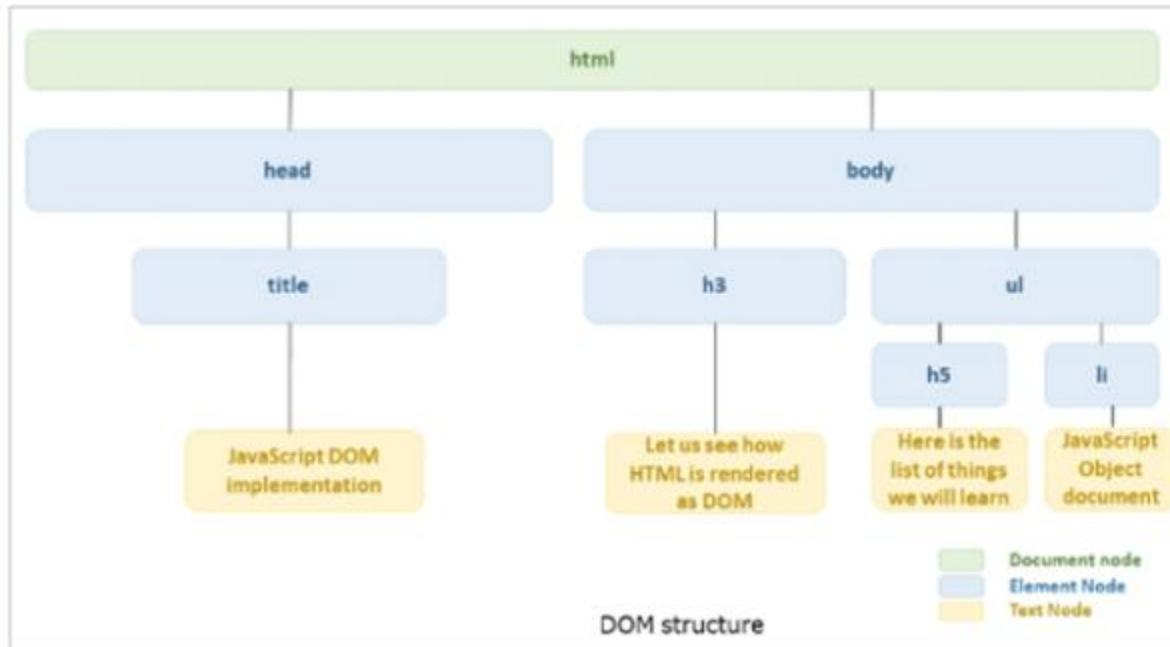 html
head
body
title
h3
ul
h5
li
JavaScript DOM
implementation
Let us see how
HTML is rendered
as DOM
Here is the
list of things
we will learn
JavaScript
Object
document
Document node
Element Node
Text Node
DOM structure